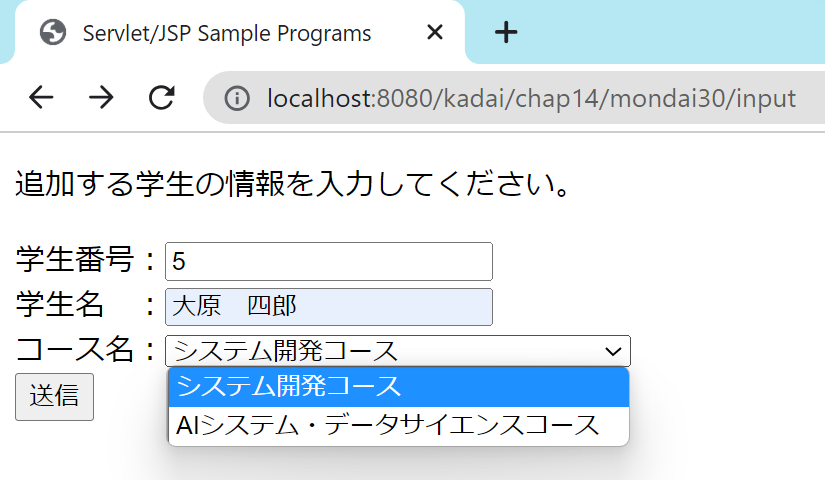 Servlet/JSP Sample Programs
localhost:8080/kadai/chap14/mondai30/input
追加する学生の情報を入力してください。
学生番号：5
学生名　：大原　四郎
コース名：システム開発コース
システム開発コース
送信
AIシステム・データサイエンスコース